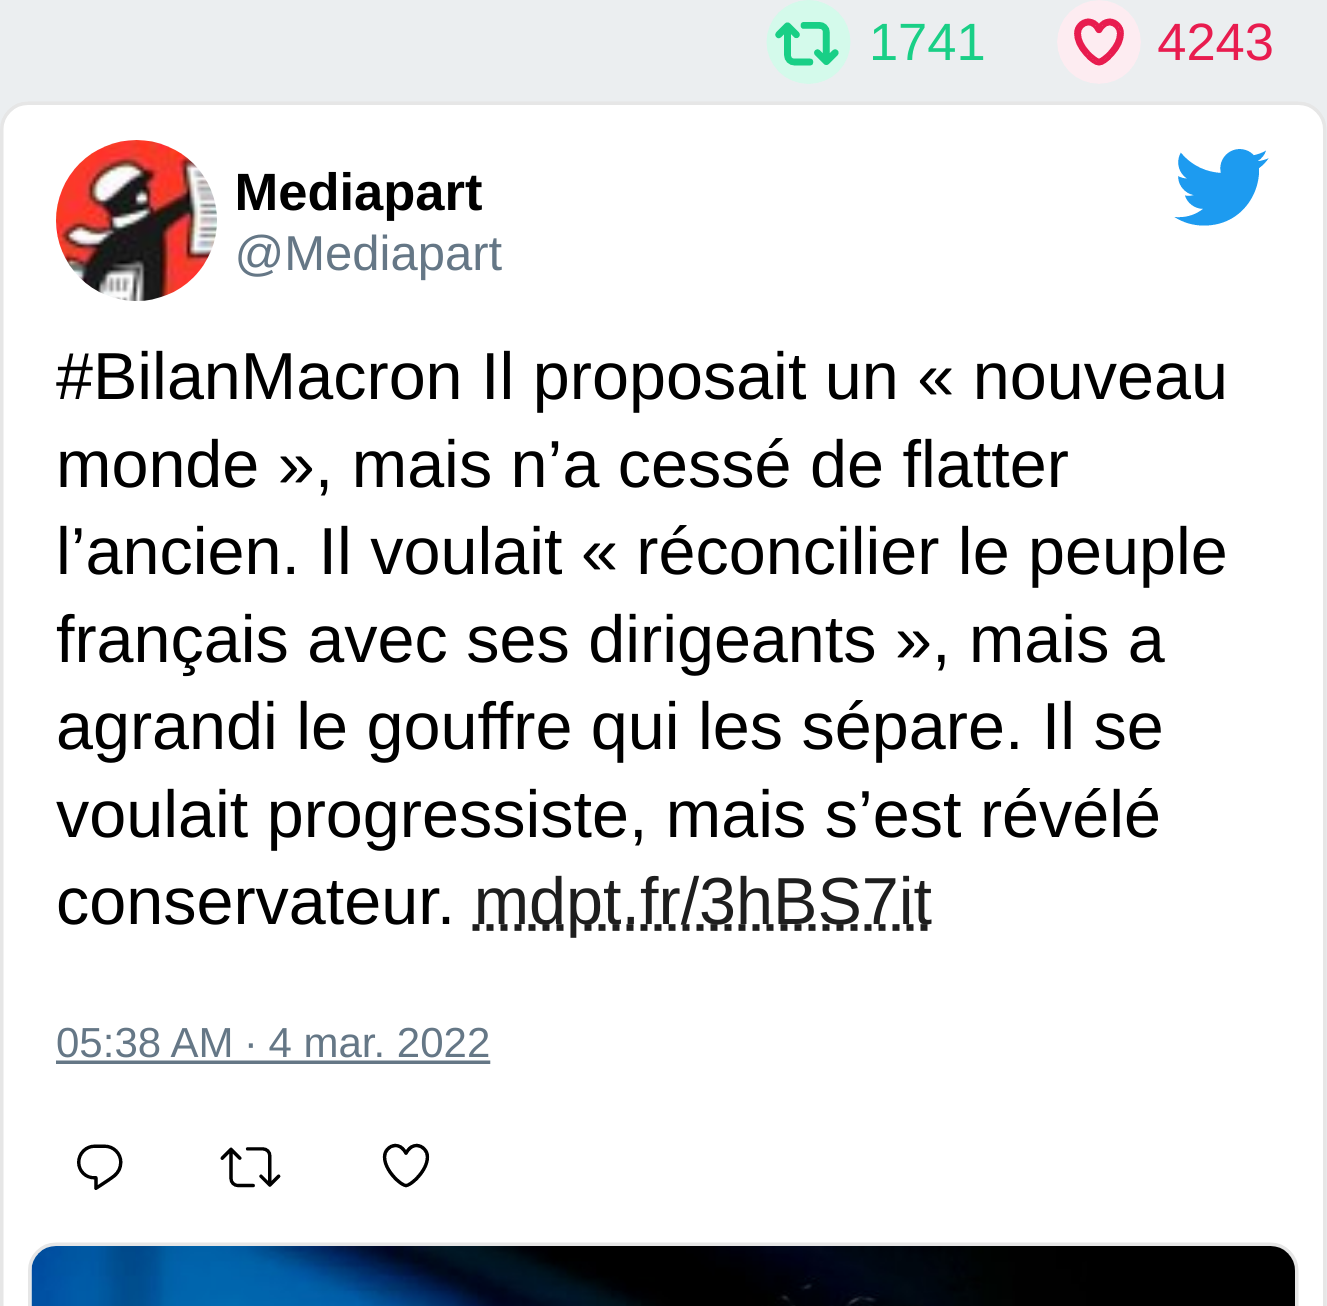 1741 4243
Mediapart
@Mediapart
#BilanMacron Il proposait un « nouveau
monde », mais n’a cessé de flatter
l’ancien. Il voulait « réconcilier le peuple
français avec ses dirigeants », mais a
agrandi le gouffre qui les sépare. Il se
voulait progressiste, mais s’est révélé
conservateur. mdpt.fr/3hBS7it
05:38 AM · 4 mar. 2022